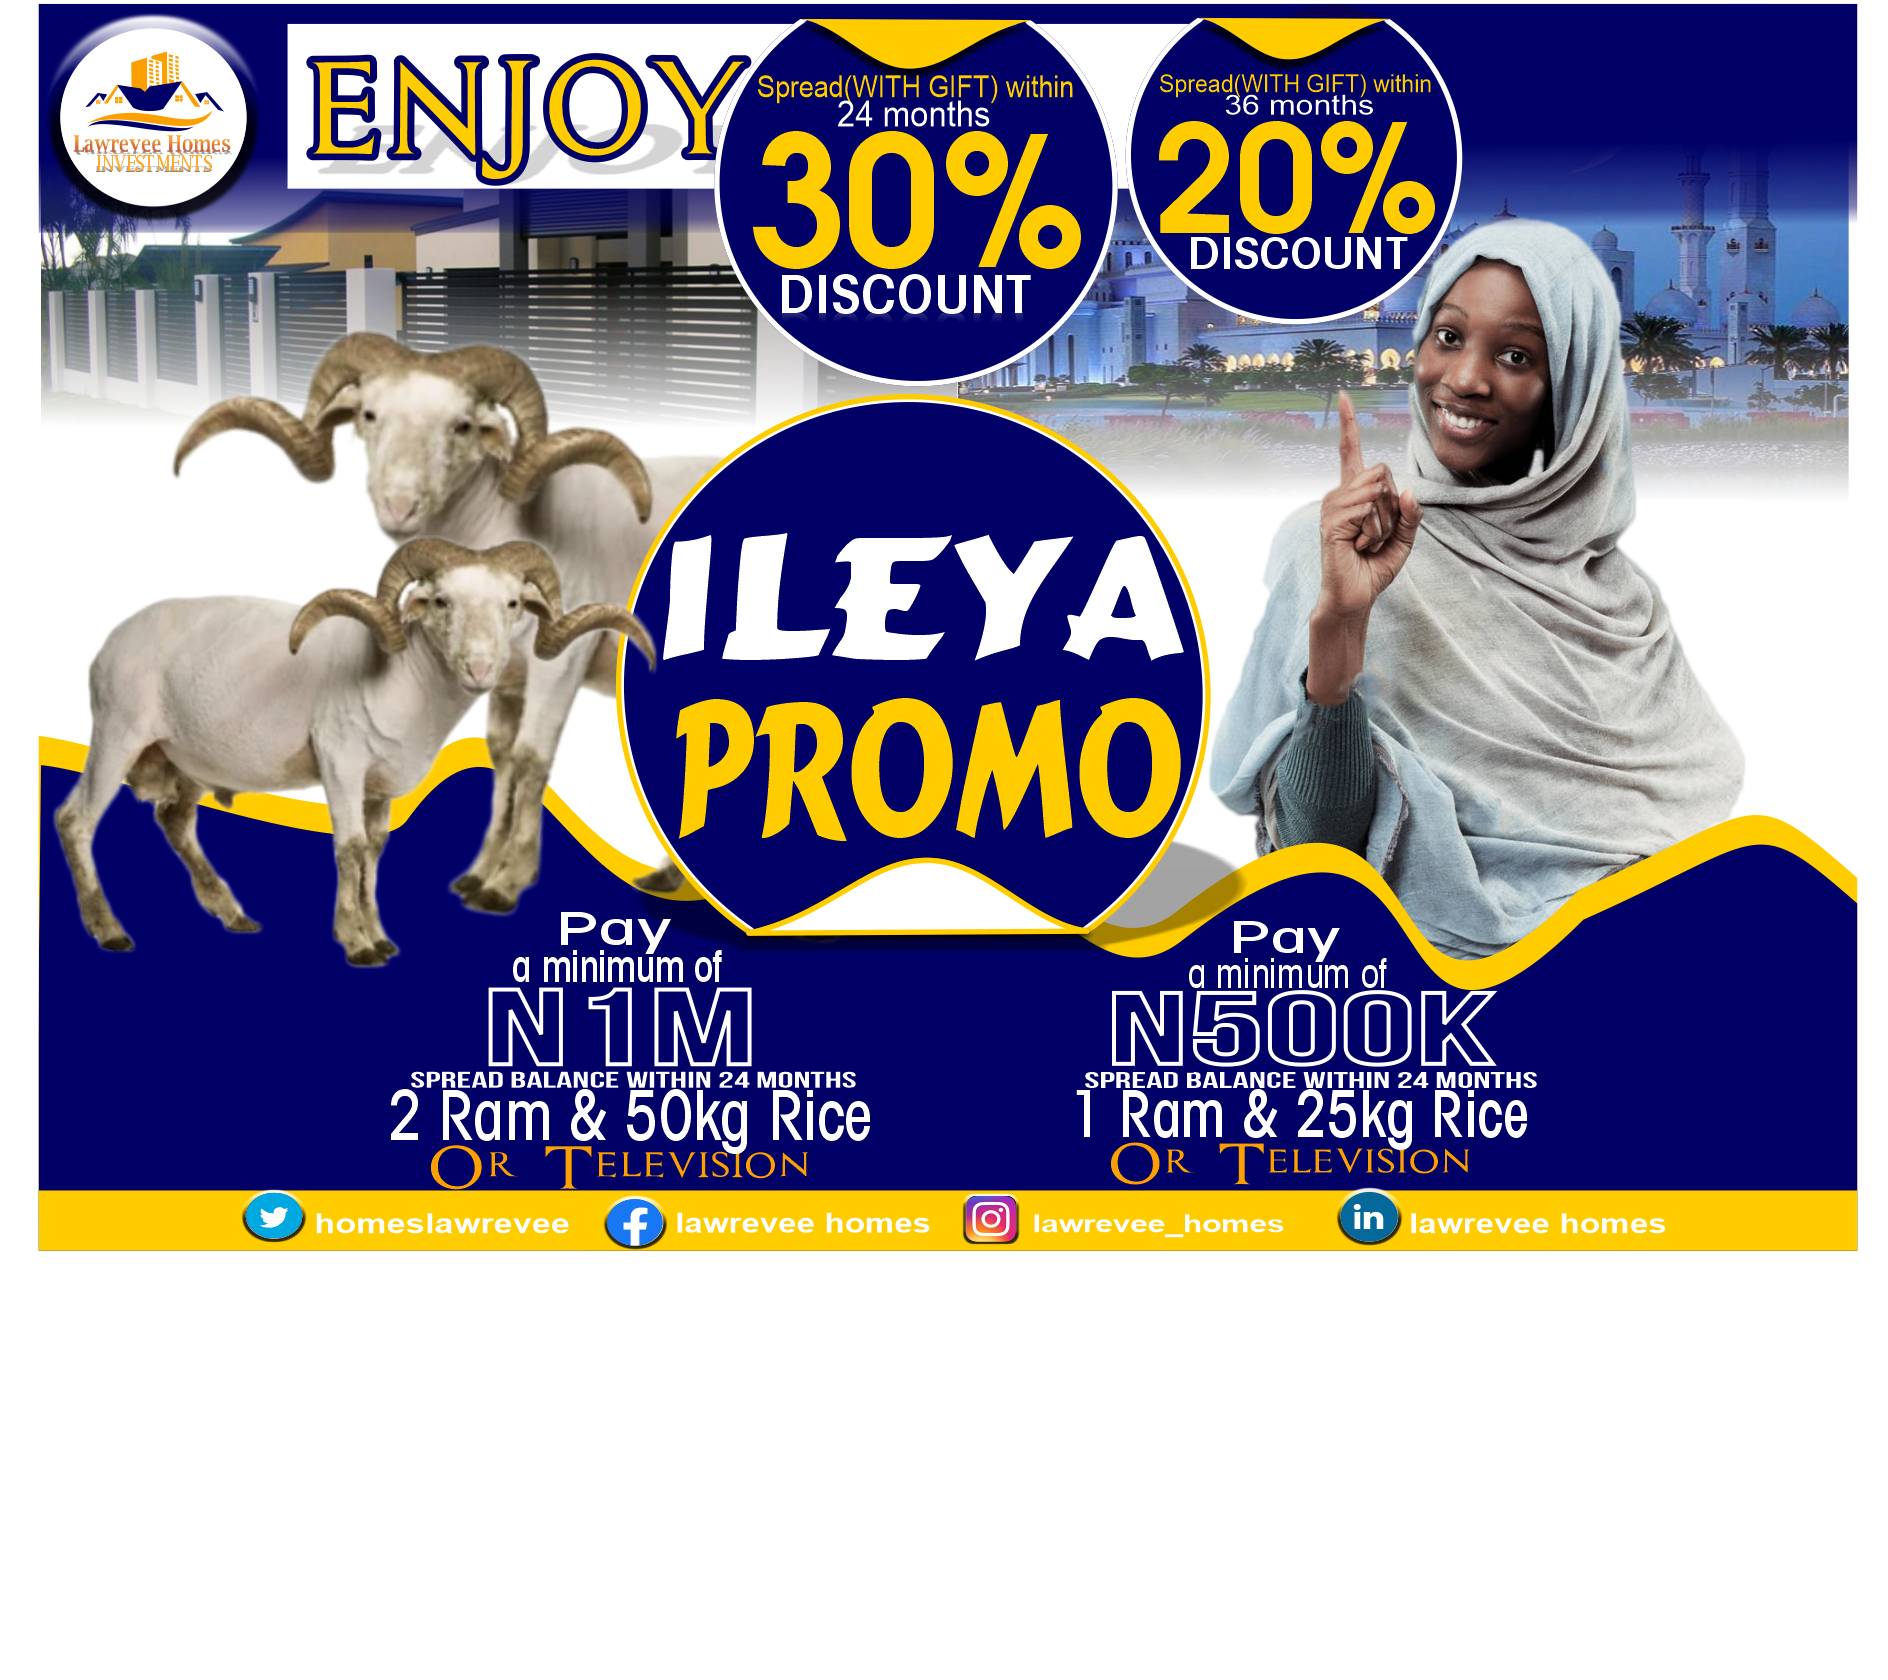 Lawrevee Homes
INVESTMENTS
ENJOY
Spread(WITH GIFT) within
24 months
30%
DISCOUNT
Spread(WITH GIFT) within
36 months
20%
DISCOUNT
ILEYA
PROMO
Pay
a minimum of
N1M
SPREAD BALANCE WITHIN 24 MONTHS
2 Ram & 50kg Rice
Or Television
Pay
a minimum of
N500K
SPREAD BALANCE WITHIN 24 MONTHS
1 Ram & 25kg Rice
Or Television
homeslawrevee
lawrevee homes
lawrevee_homes
lawrevee homes